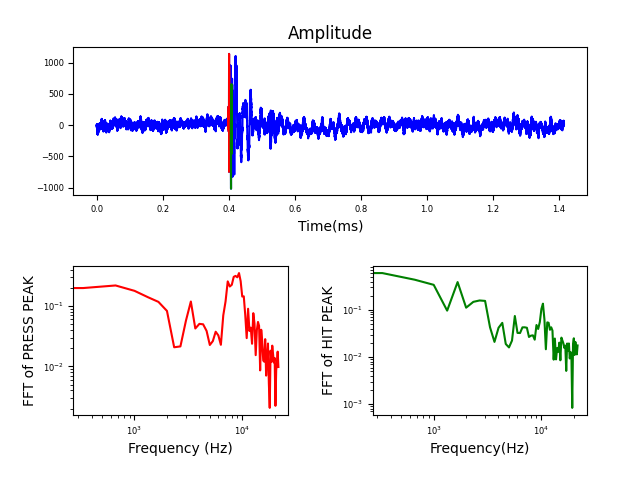 Amplitude
1000
500
0
−500
−1000
0.0 0.2 0.4 0.6 0.8 1.0 1.2 1.4
Time(ms)
FFT of PRESS PEAK
10⁻¹
10⁻²
10³ 10⁴
Frequency (Hz)
FFT of HIT PEAK
10⁻¹
10⁻²
10⁻³
10³ 10⁴
Frequency(Hz)